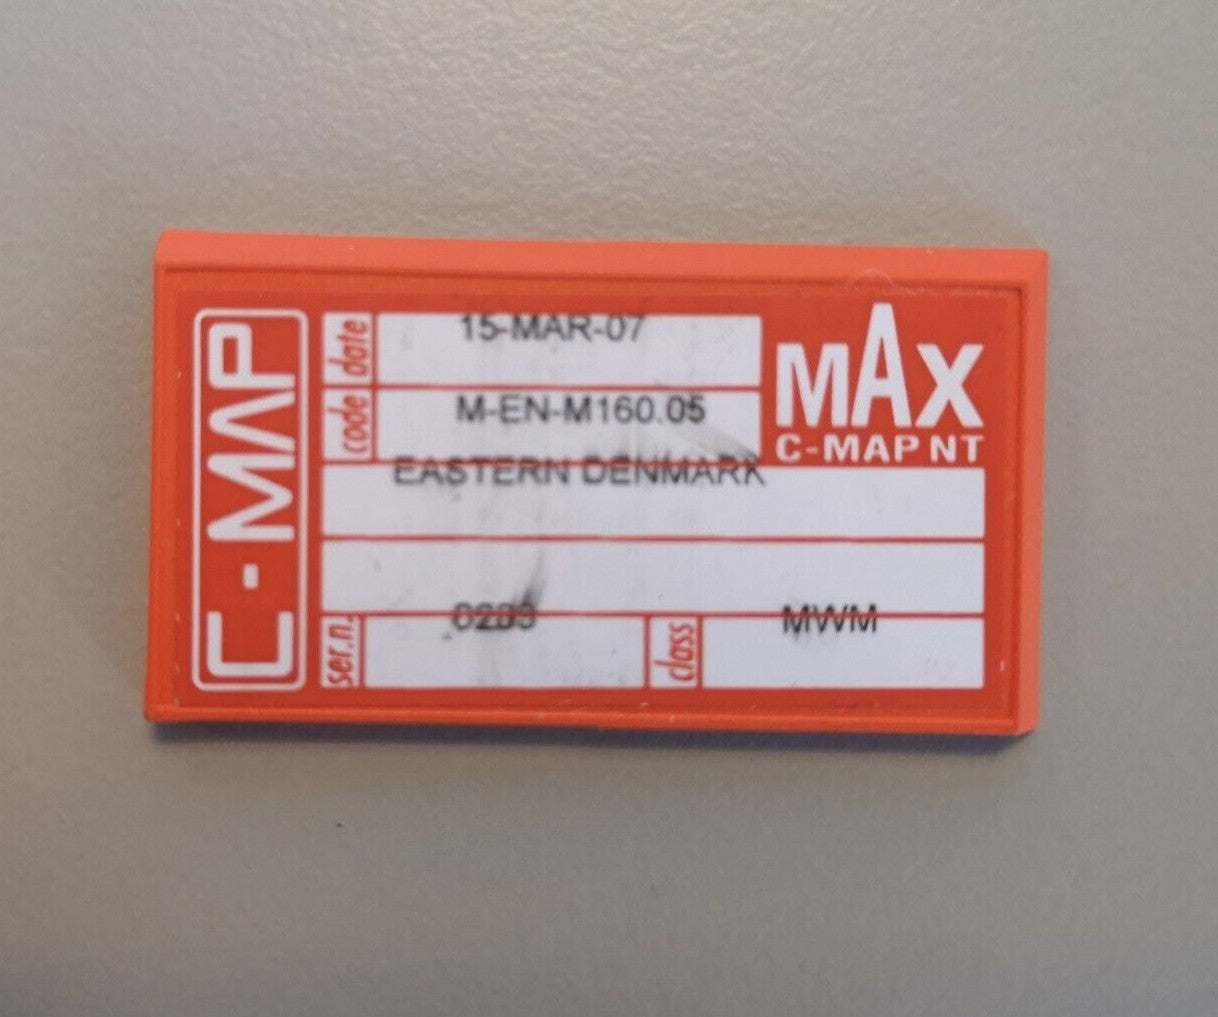 C-MAP
date 15-MAR-07
code M-EN-M160.05
MAX
C-MAP NT
EASTERN DENMARK
ser.n.
class MWM